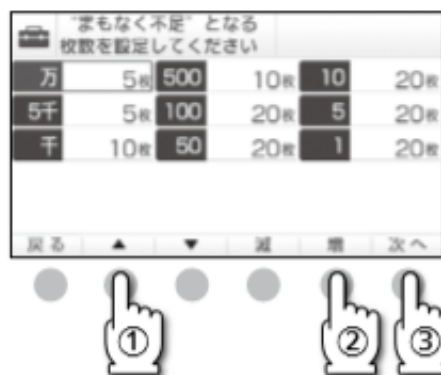 "まもなく不足" となる
枚数を設定してください
万 5枚 500 10枚 10 20枚
5千 5枚 100 20枚 5 20枚
千 10枚 50 20枚 1 20枚
戻る ▲ ▼ 減 増 次へ
① ② ③